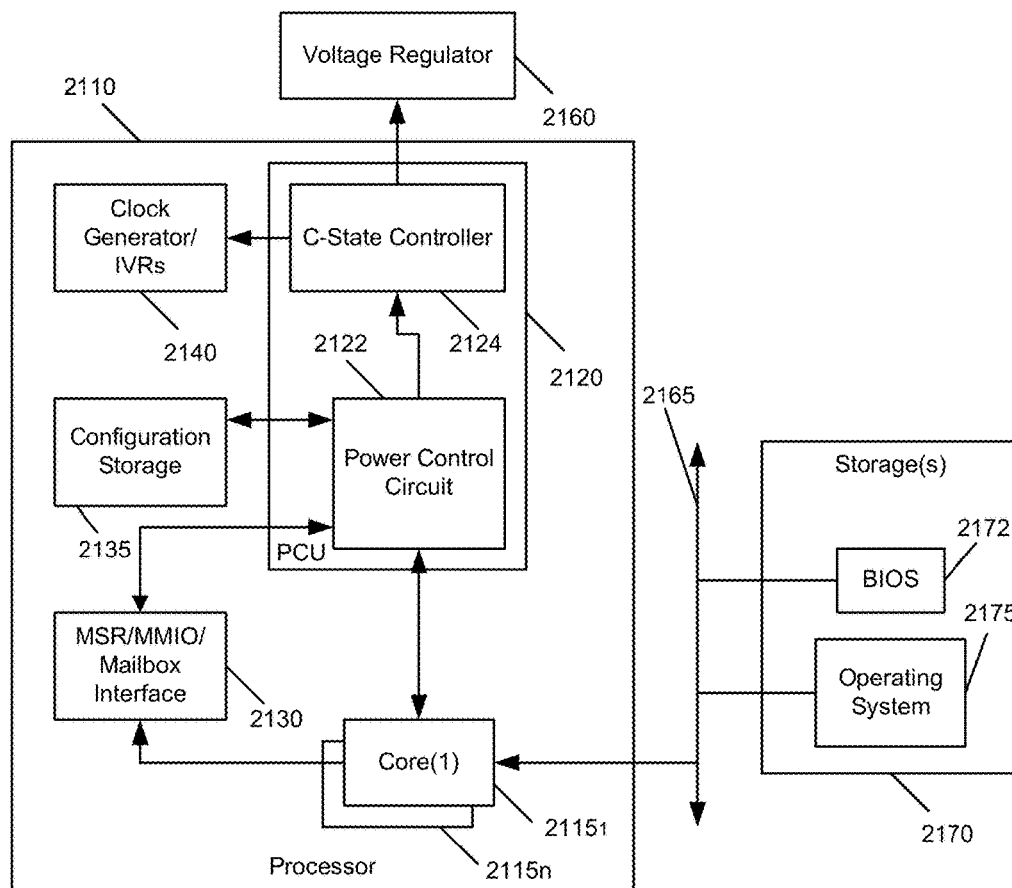 Voltage Regulator
2110
2160
Clock
Generator/
IVRs
C-State Controller
2140
2122
2124
2120
2165
Configuration
Storage
Power Control
Circuit
Storage(s)
2135
PCU
2172
BIOS
2175
MSR/MMIO/
Mailbox
Interface
Operating
System
2130
Core(1)
2115₁
2170
2115n
Processor